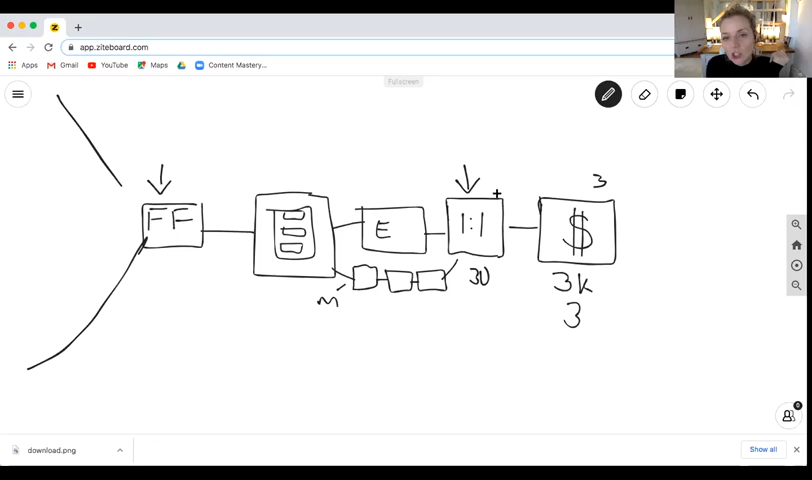 app.ziteboard.com
Apps Gmail YouTube Maps Content Mastery...
Fullscreen
3
FF
E
1:1
$
M
30
3k
3
0
download.png
Show all